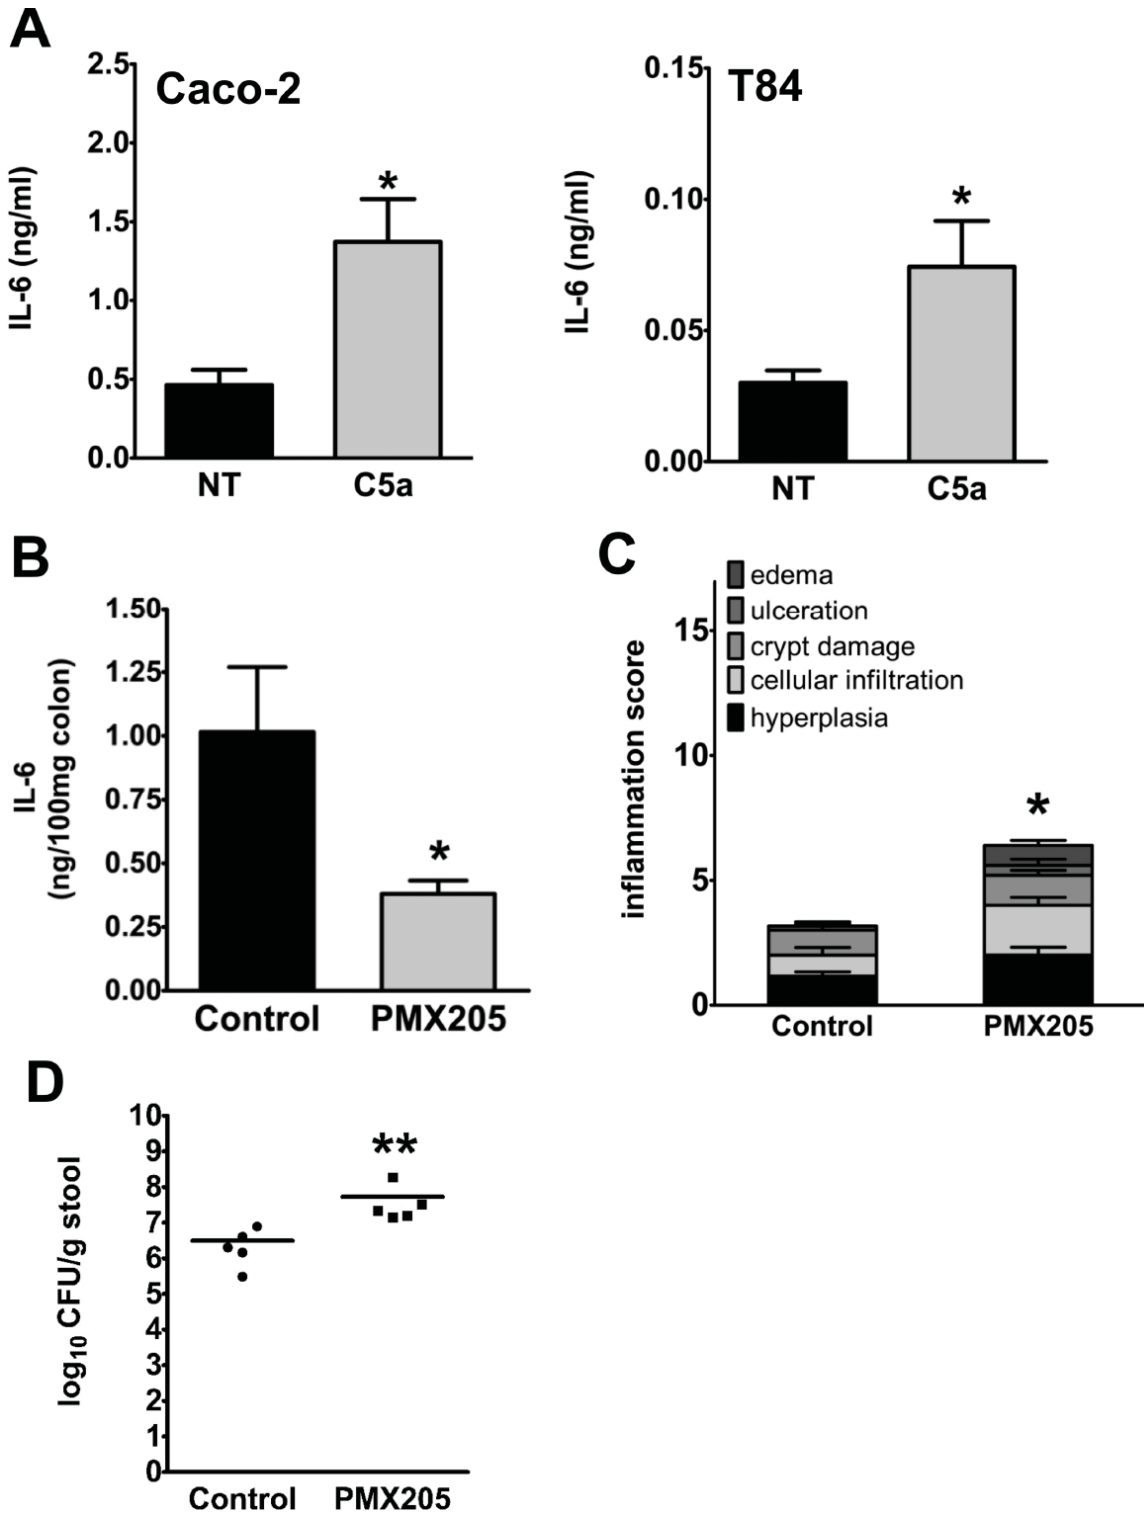 A
Caco-2
IL-6 (ng/ml)
2.5
2.0
1.5
1.0
0.5
0.0
*
NT
C5a
T84
IL-6 (ng/ml)
0.15
0.10
0.05
0.00
*
NT
C5a
B
IL-6
(ng/100mg colon)
1.50
1.25
1.00
0.75
0.50
0.25
0.00
*
Control
PMX205
C
edema
ulceration
crypt damage
cellular infiltration
hyperplasia
inflammation score
15
10
5
0
*
Control
PMX205
D
log₁₀ CFU/g stool
10
9
8
7
6
5
4
3
2
1
0
**
Control
PMX205